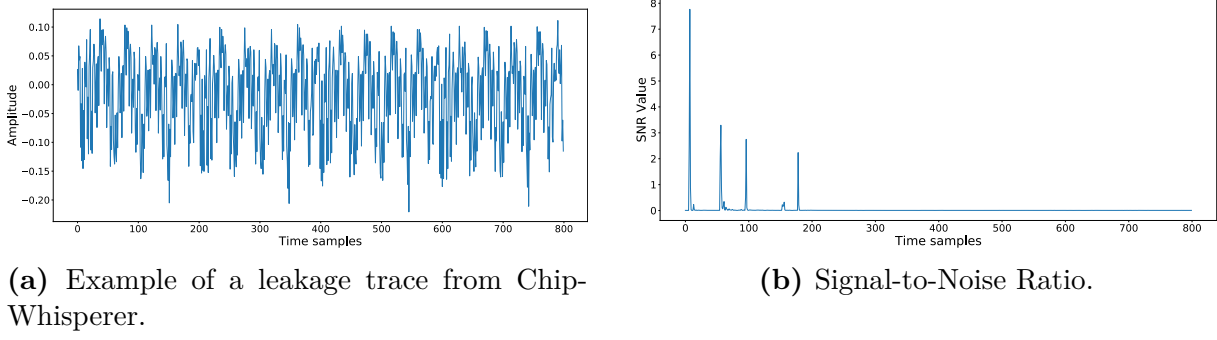 0.10
0.05
0.00
−0.05
−0.10
−0.15
−0.20
Amplitude
0 100 200 300 400 500 600 700 800
Time samples
8
7
6
5
4
3
2
1
0
SNR Value
0 100 200 300 400 500 600 700 800
Time samples
(a) Example of a leakage trace from Chip-
Whisperer.
(b) Signal-to-Noise Ratio.